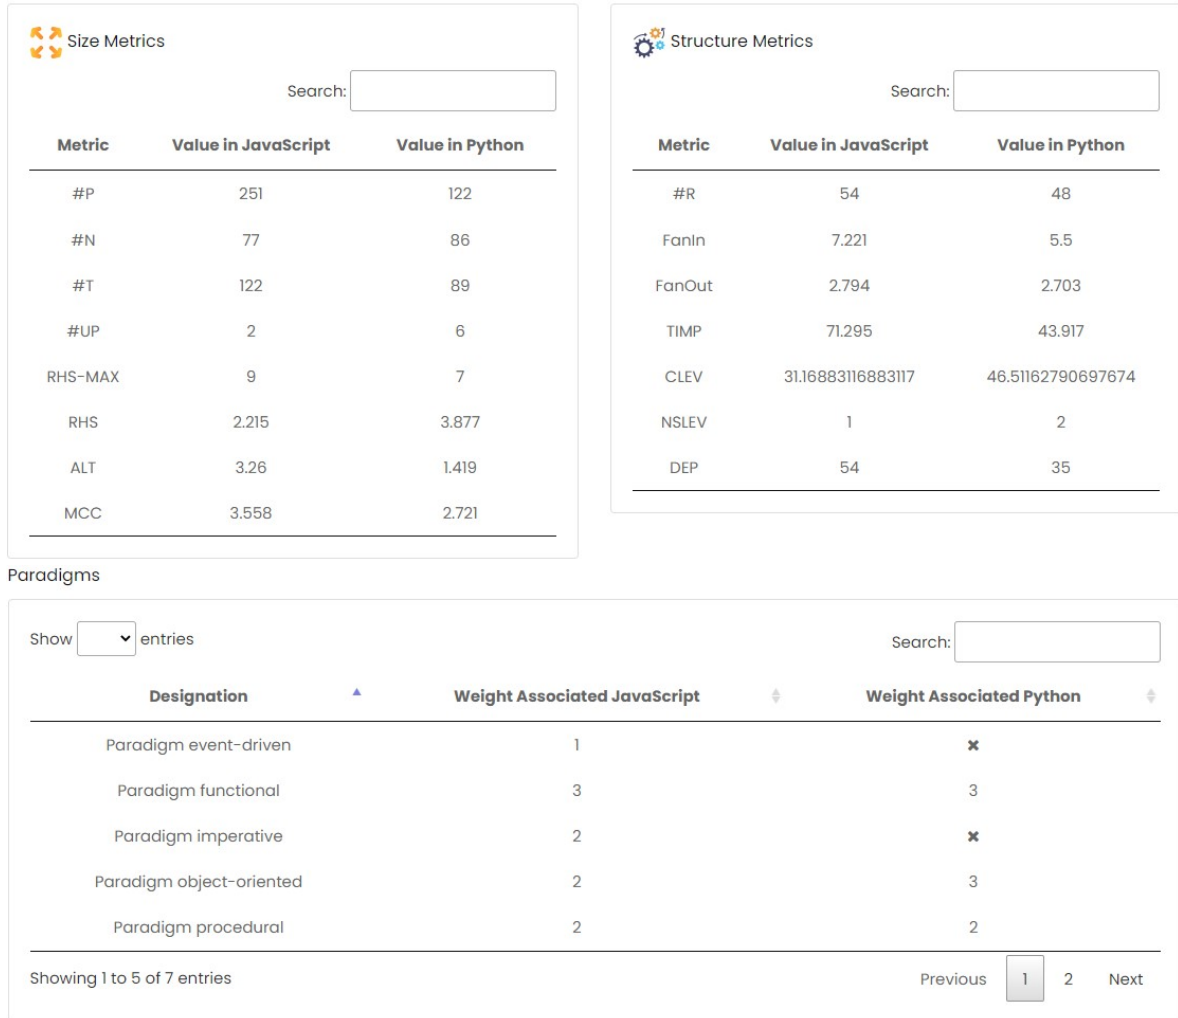 Size Metrics
Search:
Metric Value in JavaScript Value in Python
#P 251 122
#N 77 86
#T 122 89
#UP 2 6
RHS-MAX 9 7
RHS 2.215 3.877
ALT 3.26 1.419
MCC 3.558 2.721
Structure Metrics
Search:
Metric Value in JavaScript Value in Python
#R 54 48
FanIn 7.221 5.5
FanOut 2.794 2.703
TIMP 71.295 43.917
CLEV 31.16883116883117 46.51162790697674
NSLEV 1 2
DEP 54 35
Paradigms
Show entries
Search:
Designation Weight Associated JavaScript Weight Associated Python
Paradigm event-driven 1 ✖
Paradigm functional 3 3
Paradigm imperative 2 ✖
Paradigm object-oriented 2 3
Paradigm procedural 2 2
Showing 1 to 5 of 7 entries
Previous 1 2 Next